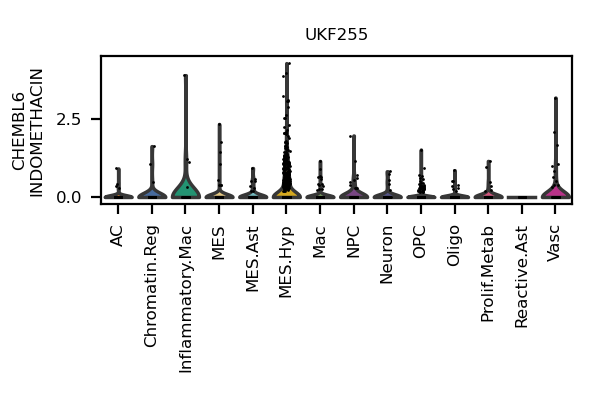 UKF255
CHEMBL6
INDOMETHACIN
2.5
0.0
AC
Chromatin.Reg
Inflammatory.Mac
MES
MES.Ast
MES.Hyp
Mac
NPC
Neuron
OPC
Oligo
Prolif.Metab
Reactive.Ast
Vasc